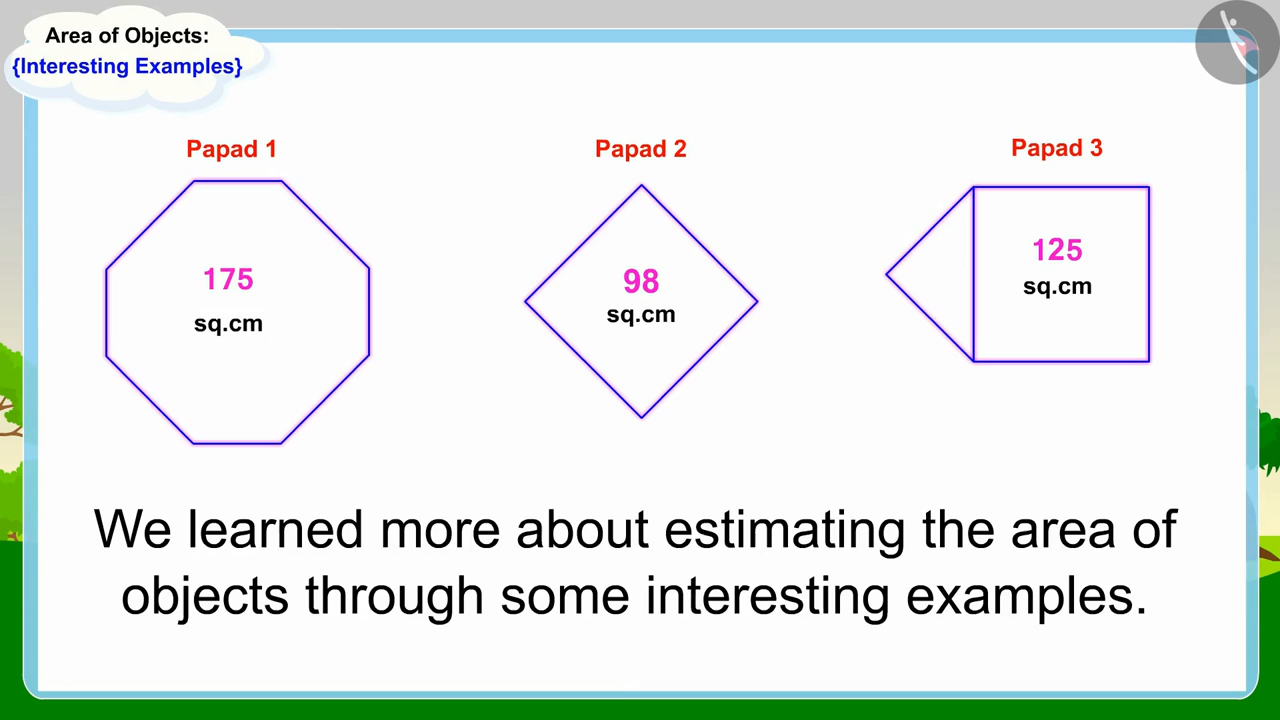 Area of Objects:
{Interesting Examples}
Papad 1
Papad 2
Papad 3
175
sq.cm
98
sq.cm
125
sq.cm
We learned more about estimating the area of
objects through some interesting examples.